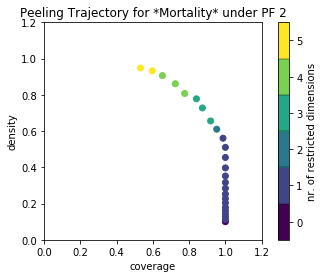 Peeling Trajectory for *Mortality* under PF 2
1.2
1.0
0.8
0.6
0.4
0.2
0.0
density
0.0 0.2 0.4 0.6 0.8 1.0 1.2
coverage
5
4
3
2
1
0
nr. of restricted dimensions